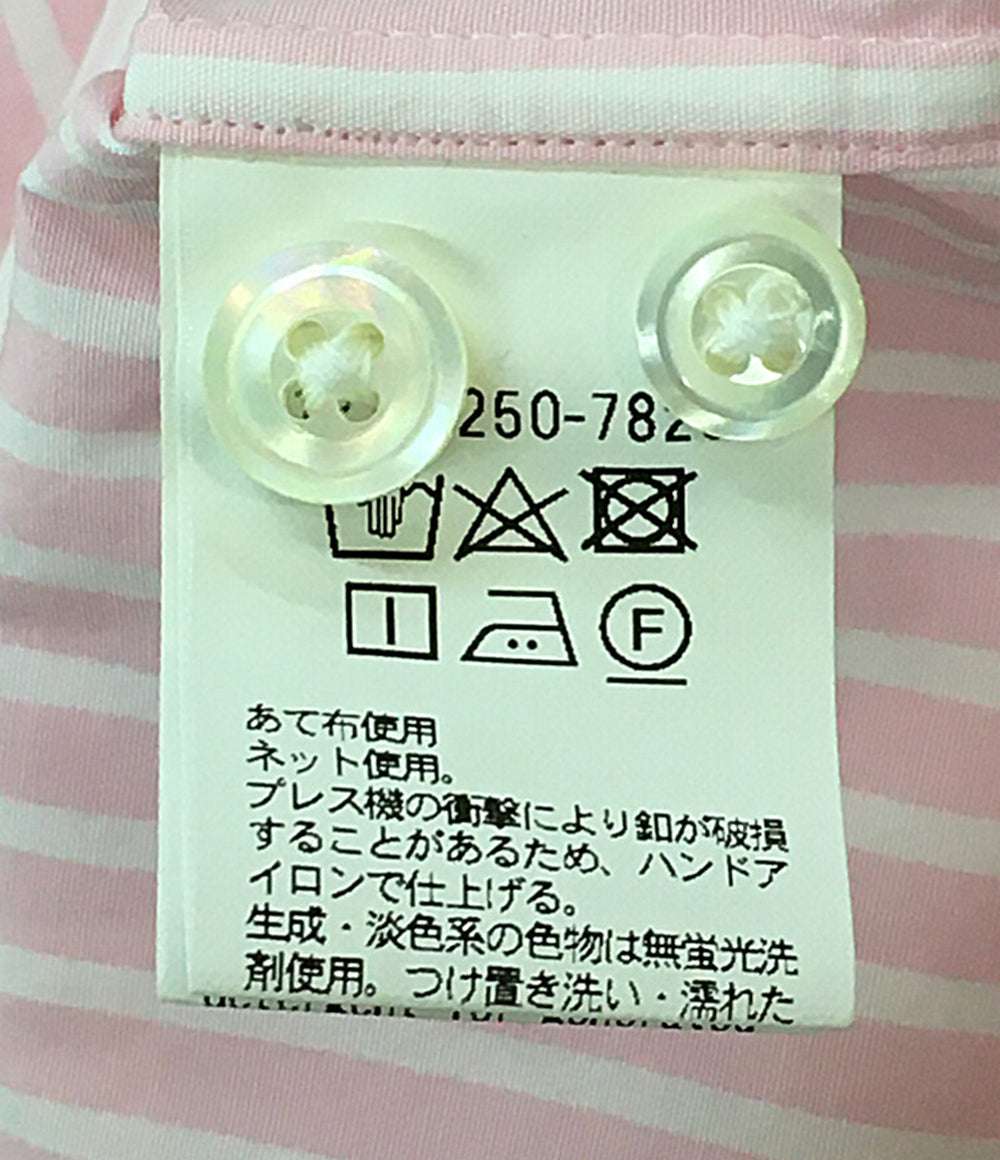 250-782
F
あて布使用
ネット使用。
プレス機の衝撃により釦が破損
することがあるため、ハンドア
イロンで仕上げる。
生成・淡色系の色物は無蛍光洗
剤使用。つけ置き洗い・濡れた